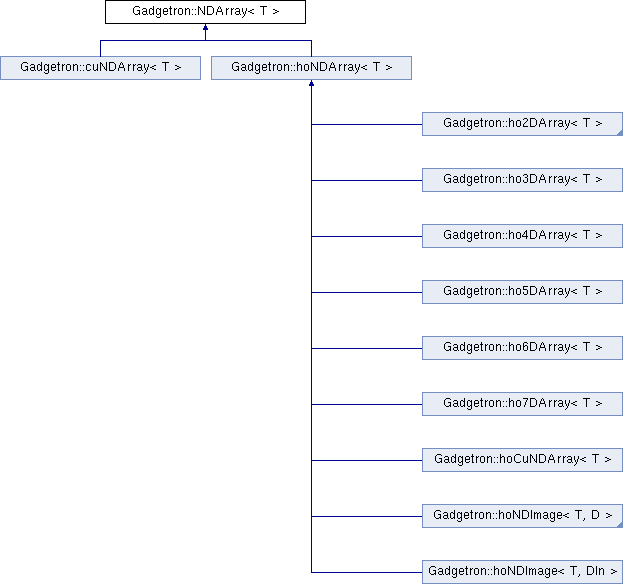 Gadgetron::NDArray< T >
Gadgetron::cuNDArray< T >
Gadgetron::hoNDArray< T >
Gadgetron::ho2DArray< T >
Gadgetron::ho3DArray< T >
Gadgetron::ho4DArray< T >
Gadgetron::ho5DArray< T >
Gadgetron::ho6DArray< T >
Gadgetron::ho7DArray< T >
Gadgetron::hoCuNDArray< T >
Gadgetron::hoNDImage< T, D >
Gadgetron::hoNDImage< T, DIn >